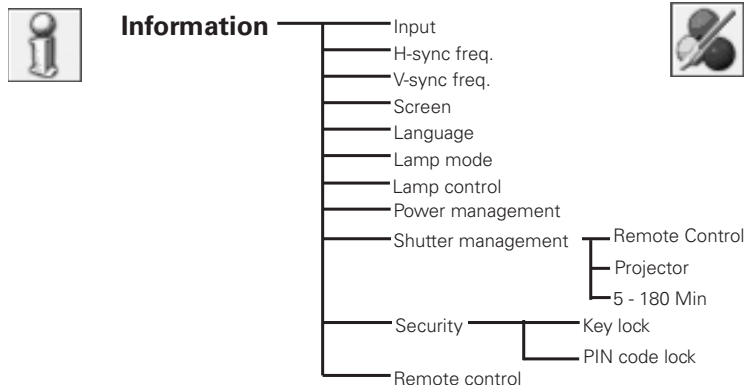 Information
Input
H-sync freq.
V-sync freq.
Screen
Language
Lamp mode
Lamp control
Power management
Shutter management
Remote Control
Projector
5 - 180 Min
Security
Key lock
PIN code lock
Remote control